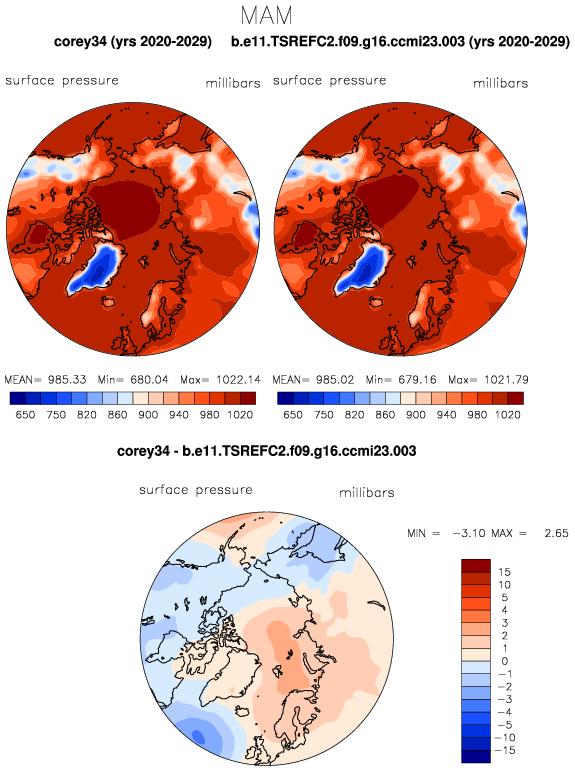 MAM
corey34 (yrs 2020-2029) b.e11.TSREFC2.f09.g16.ccmi23.003 (yrs 2020-2029)
surface pressure millibars surface pressure millibars
MEAN= 985.33 Min= 680.04 Max= 1022.14 MEAN= 985.02 Min= 679.16 Max= 1021.79
650 750 820 860 900 940 980 1020 650 750 820 860 900 940 980 1020
corey34 - b.e11.TSREFC2.f09.g16.ccmi23.003
surface pressure millibars
MIN = -3.10 MAX = 2.65
15
10
5
4
3
2
1
0
-1
-2
-3
-4
-5
-10
-15